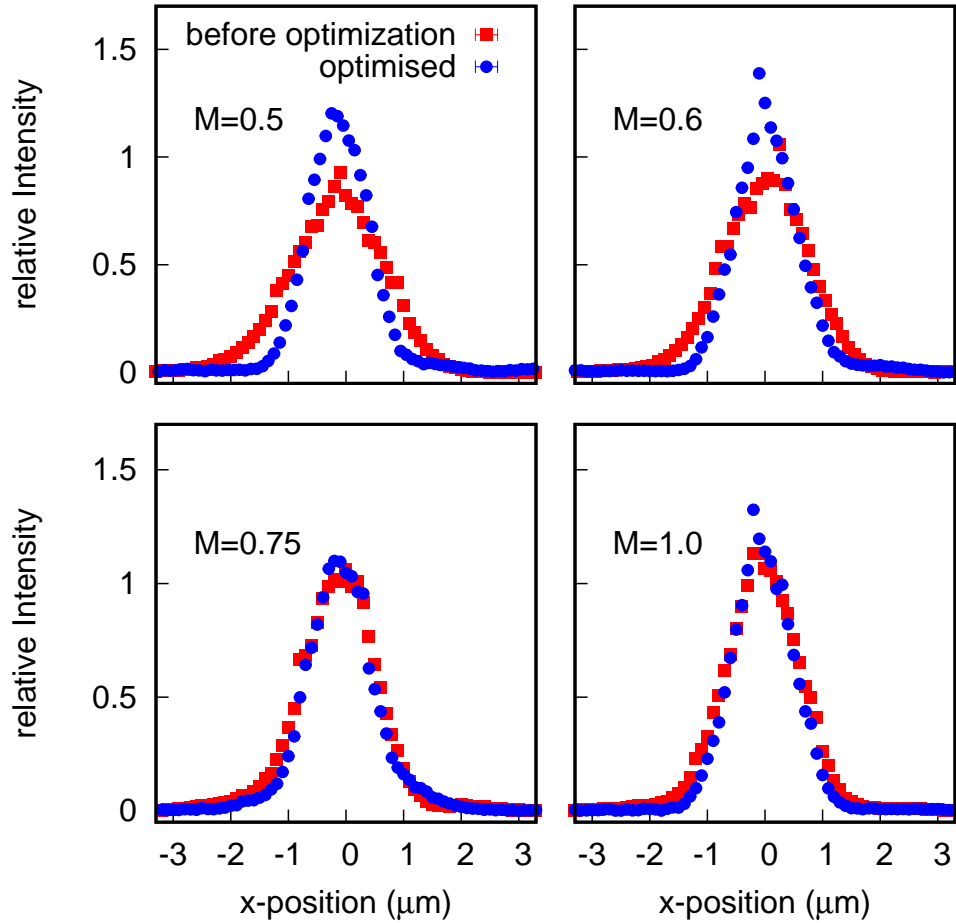 before optimization
optimised
1.5
M=0.5
M=0.6
1
relative Intensity
0.5
0
1.5
M=0.75
M=1.0
1
relative Intensity
0.5
0
-3 -2 -1 0 1 2 3
-3 -2 -1 0 1 2 3
x-position (μm)
x-position (μm)